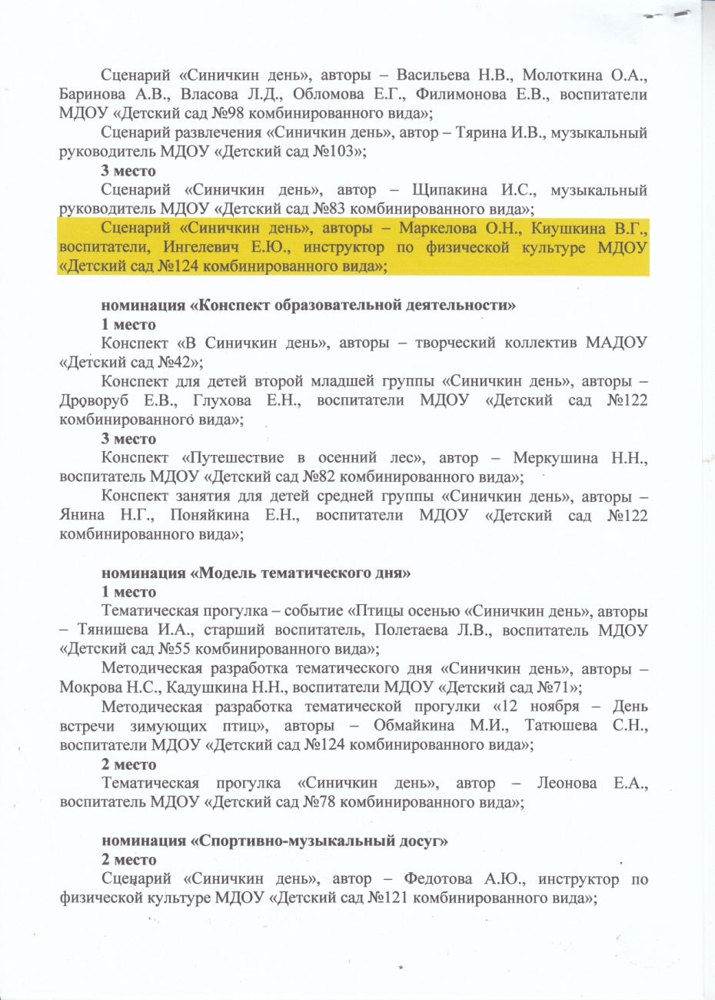 Сценарий «Синичкин день», авторы – Васильева Н.В., Молоткина О.А.,
Баринова А.В., Власова Л.Д., Обломова Е.Г., Филимонова Е.В., воспитатели
МДОУ «Детский сад №98 комбинированного вида»;
Сценарий развлечения «Синичкин день», автор – Тярина И.В., музыкальный
руководитель МДОУ «Детский сад №103»;
3 место
Сценарий «Синичкин день», автор – Щипакина И.С., музыкальный
руководитель МДОУ «Детский сад №83 комбинированного вида»;
Сценарий «Синичкин день», авторы – Маркелова О.Н., Киушкина В.Г.,
воспитатели, Ингелевич Е.Ю., инструктор по физической культуре МДОУ
«Детский сад №124 комбинированного вида»;
номинация «Конспект образовательной деятельности»
1 место
Конспект «В Синичкин день», авторы – творческий коллектив МАДОУ
«Детский сад №42»;
Конспект для детей второй младшей группы «Синичкин день», авторы –
Дроворуб Е.В., Глухова Е.Н., воспитатели МДОУ «Детский сад №122
комбинированного вида»;
3 место
Конспект «Путешествие в осенний лес», автор – Меркушина Н.Н.,
воспитатель МДОУ «Детский сад №82 комбинированного вида»;
Конспект занятия для детей средней группы «Синичкин день», авторы –
Янина Н.Г., Поняйкина Е.Н., воспитатели МДОУ «Детский сад №122
комбинированного вида»;
номинация «Модель тематического дня»
1 место
Тематическая прогулка – событие «Птицы осенью «Синичкин день», авторы
– Тянишева И.А., старший воспитатель, Полетаева Л.В., воспитатель МДОУ
«Детский сад №55 комбинированного вида»;
Методическая разработка тематического дня «Синичкин день», авторы –
Мокрова Н.С., Кадушкина Н.Н., воспитатели МДОУ «Детский сад №71»;
Методическая разработка тематической прогулки «12 ноября – День
встречи зимующих птиц», авторы – Обмайкина М.И., Татюшева С.Н.,
воспитатели МДОУ «Детский сад №124 комбинированного вида»;
2 место
Тематическая прогулка «Синичкин день», автор – Леонова Е.А.,
воспитатель МДОУ «Детский сад №78 комбинированного вида»;
номинация «Спортивно-музыкальный досуг»
2 место
Сценарий «Синичкин день», автор – Федотова А.Ю., инструктор по
физической культуре МДОУ «Детский сад №121 комбинированного вида»;